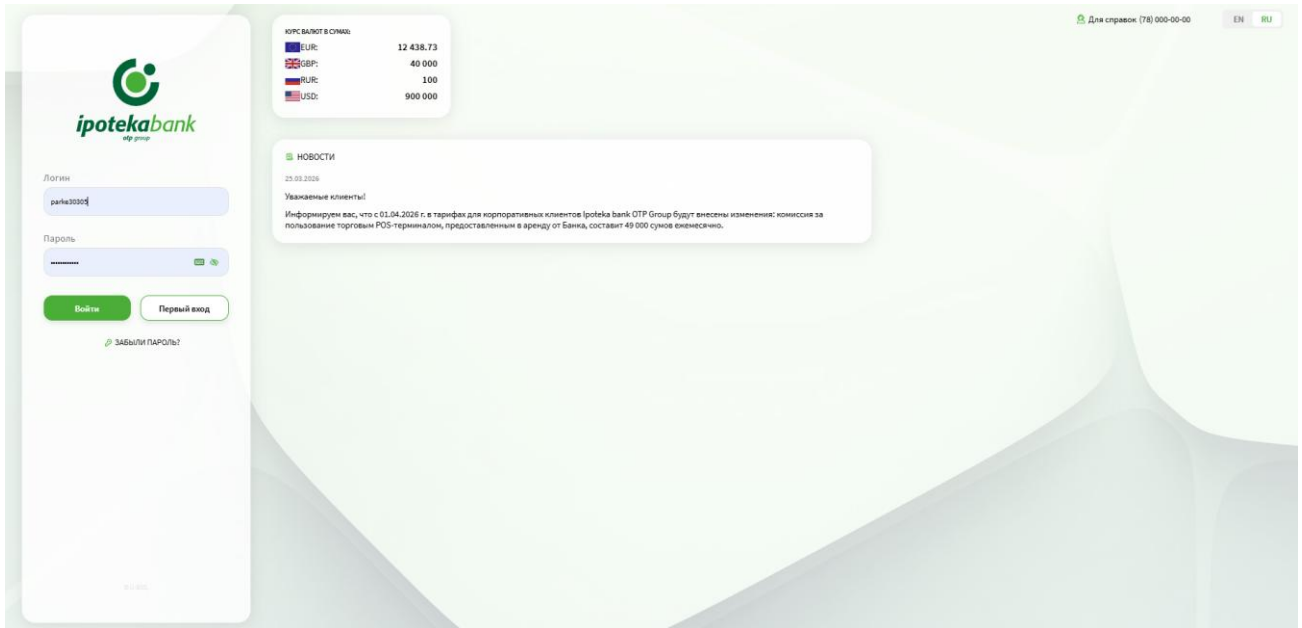 ipotekabank
otp group
Логин
parke30305
Пароль
Войти
Первый вход
ЗАБЫЛИ ПАРОЛЬ?
КУРС ВАЛЮТ В СУМАХ:
EUR: 12 438.73
GBP: 40 000
RUR: 100
USD: 900 000
Для справок (78) 000-00-00
EN RU
НОВОСТИ
25.03.2026
Уважаемые клиенты!
Информируем вас, что с 01.04.2026 г. в тарифах для корпоративных клиентов Ipoteka bank OTP Group будут внесены изменения: комиссия за
пользование торговым POS-терминалом, предоставленным в аренду от Банка, составит 49 000 сумов ежемесячно.